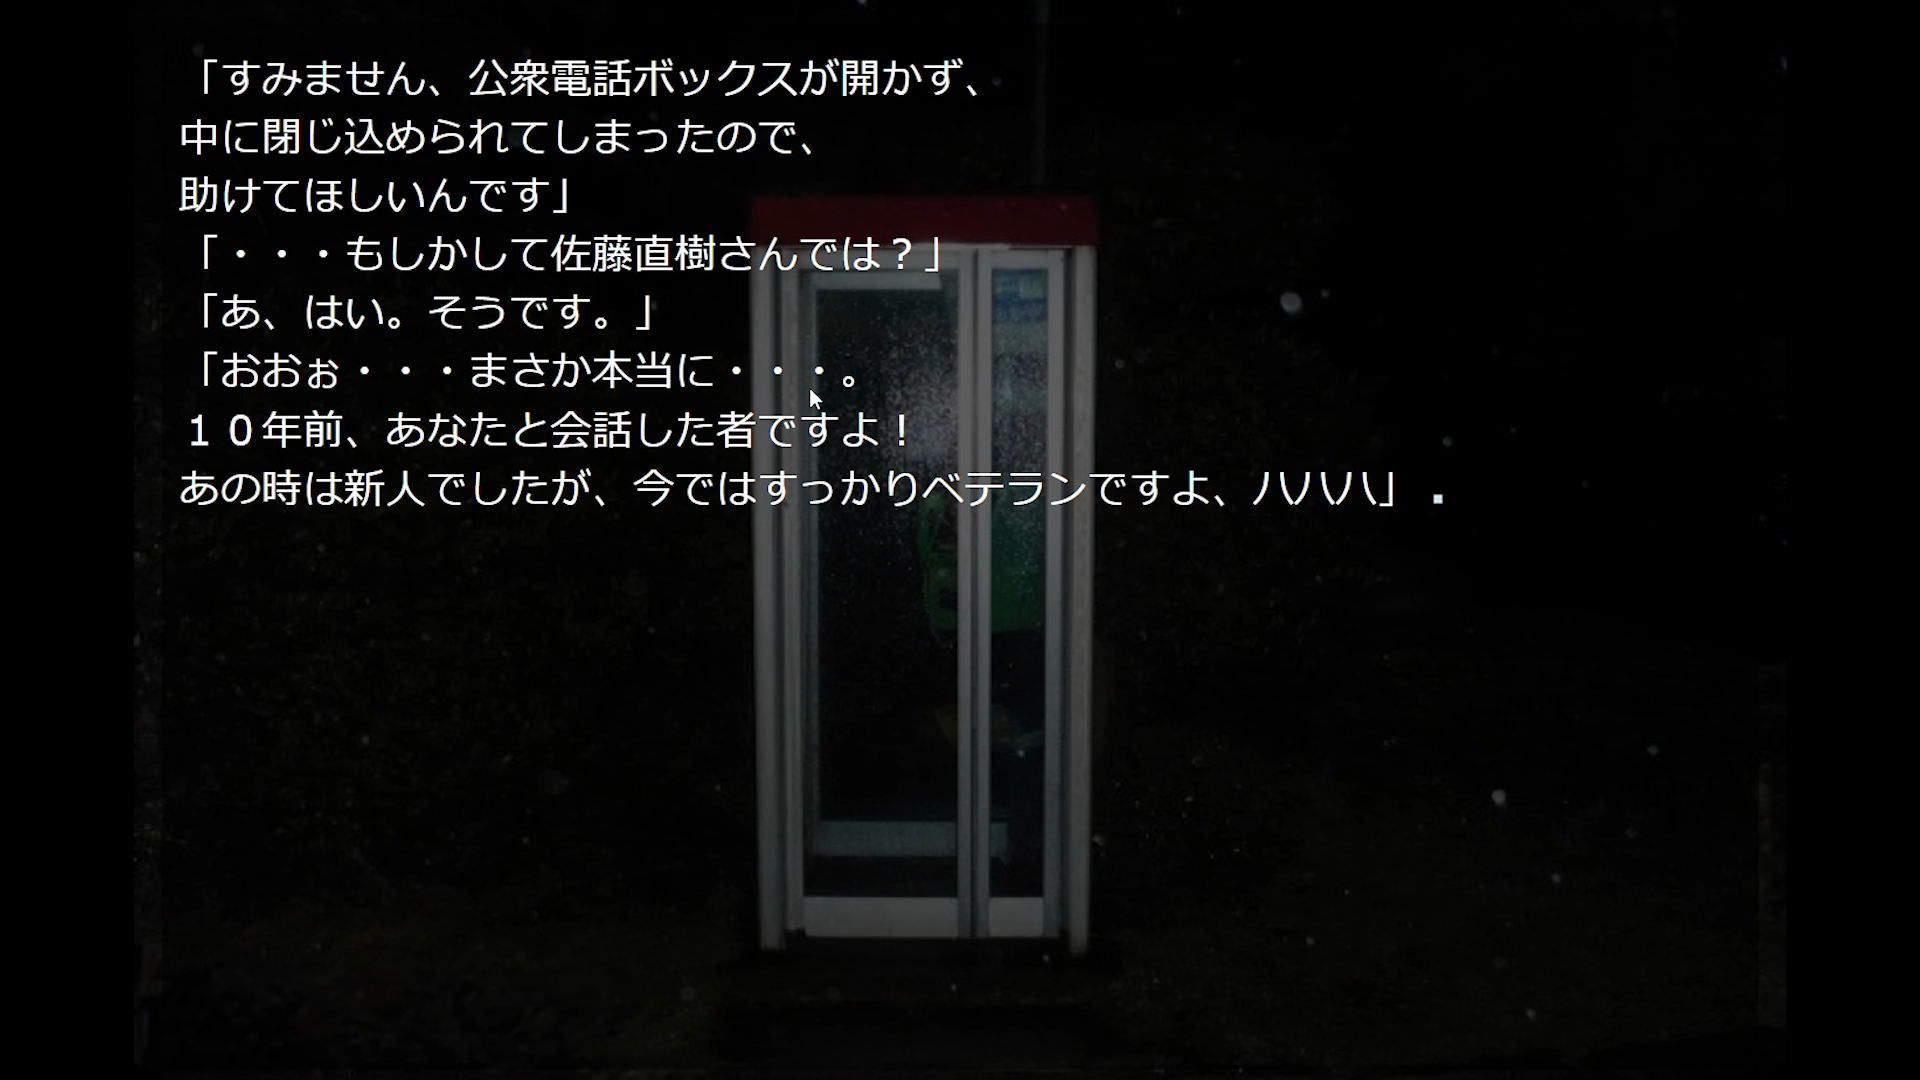 「すみません、公衆電話ボックスが開かず、
中に閉じ込められてしまったので、
助けてほしいんです」
「・・・もしかして佐藤直樹さんでは？」
「あ、はい。そうです。」
「おおぉ・・・まさか本当に・・・。
１０年前、あなたと会話した者ですよ！
あの時は新人でしたが、今ではすっかりベテランですよ、ハハハ」